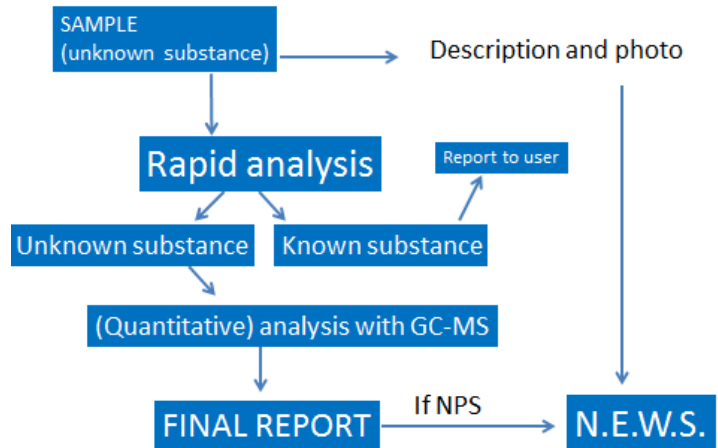 SAMPLE
(unknown substance)
Description and photo
Rapid analysis
Report to user
Unknown substance
Known substance
(Quantitative) analysis with GC-MS
FINAL REPORT
If NPS
N.E.W.S.